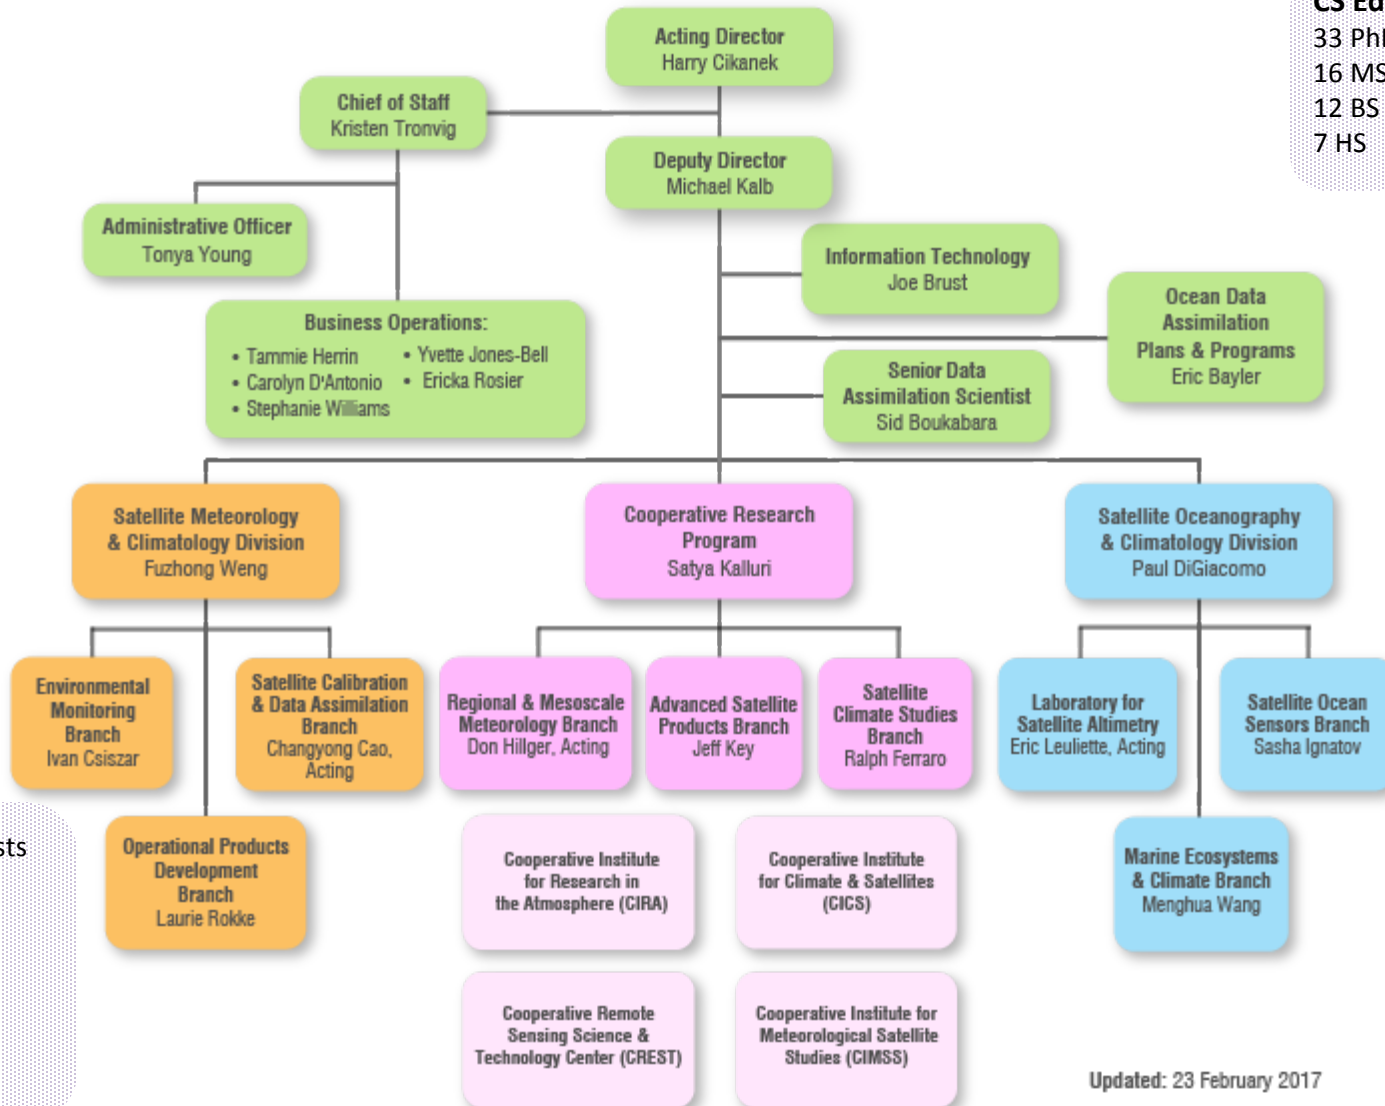 Acting Director
Harry Cikanek
Chief of Staff
Kristen Tronvig
Deputy Director
Michael Kalb
Administrative Officer
Tonya Young
Business Operations:
• Tammie Herrin
• Carolyn D'Antonio
• Stephanie Williams
• Yvette Jones-Bell
• Ericka Rosier
Information Technology
Joe Brust
Ocean Data
Assimilation
Plans & Programs
Eric Bayler
Senior Data
Assimilation Scientist
Sid Boukabara
Satellite Meteorology
& Climatology Division
Fuzhong Weng
Cooperative Research
Program
Satya Kalluri
Satellite Oceanography
& Climatology Division
Paul DiGiacomo
Environmental
Monitoring
Branch
Ivan Csiszar
Satellite Calibration
& Data Assimilation
Branch
Changyong Cao,
Acting
Regional & Mesoscale
Meteorology Branch
Don Hillger, Acting
Advanced Satellite
Products Branch
Jeff Key
Satellite
Climate Studies
Branch
Ralph Ferraro
Laboratory for
Satellite Altimetry
Eric Leuliette, Acting
Satellite Ocean
Sensors Branch
Sasha Ignatov
Operational Products
Development
Branch
Laurie Rokke
Cooperative Institute
for Research in
the Atmosphere (CIRA)
Cooperative Institute
for Climate & Satellites
(CICS)
Marine Ecosystems
& Climate Branch
Menghua Wang
Cooperative Remote
Sensing Science &
Technology Center (CREST)
Cooperative Institute for
Meteorological Satellite
Studies (CIMSS)
Updated: 23 February 2017
CS
33
16 MS
12 BS
7 HS